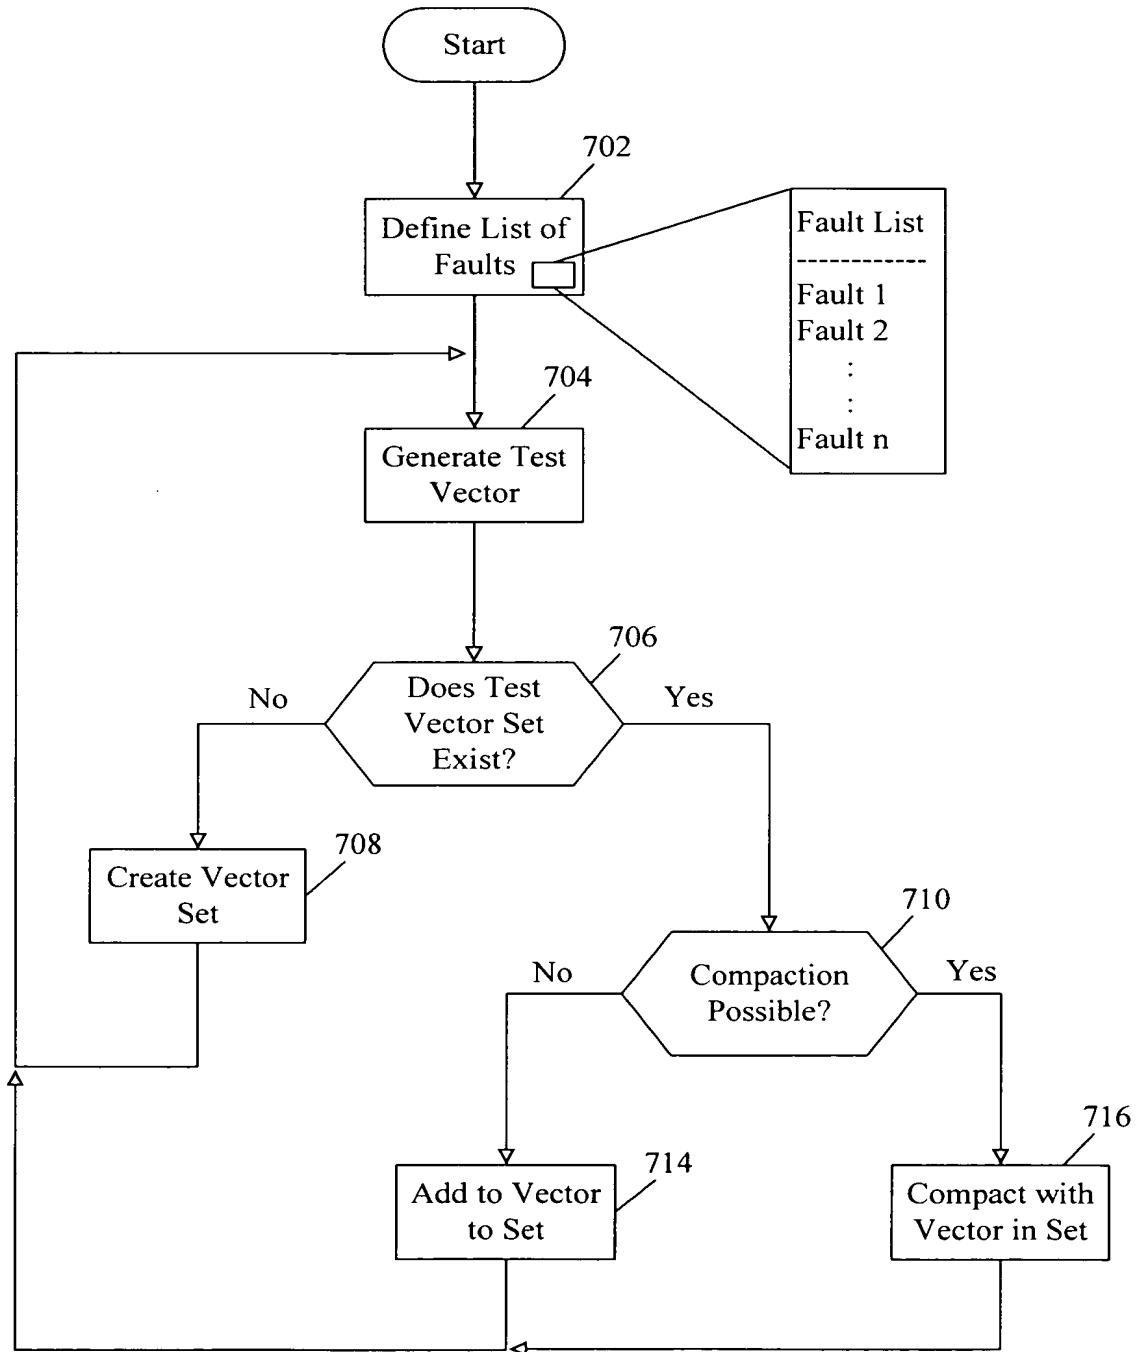 Start
702
Define List of
Faults
Fault List
--------------
Fault 1
Fault 2
:
:
Fault n
704
Generate Test
Vector
706
Does Test
Vector Set
Exist?
No
Yes
708
Create Vector
Set
710
Compaction
Possible?
No
Yes
714
Add to Vector
to Set
716
Compact with
Vector in Set